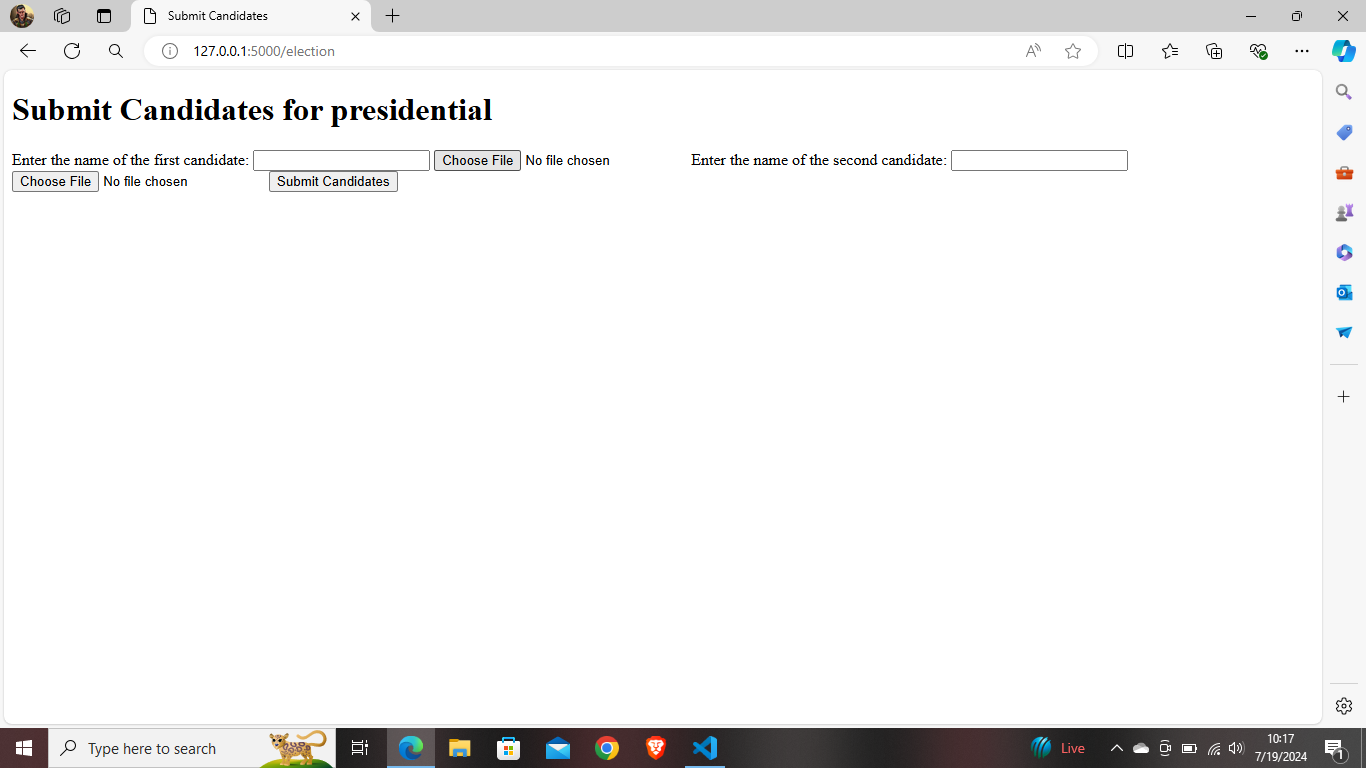 Submit Candidates
127.0.0.1:5000/election
Submit Candidates for presidential
Enter the name of the first candidate: Choose File No file chosen Enter the name of the second candidate:
Choose File No file chosen Submit Candidates
Type here to search
Live
10:17
7/19/2024
1